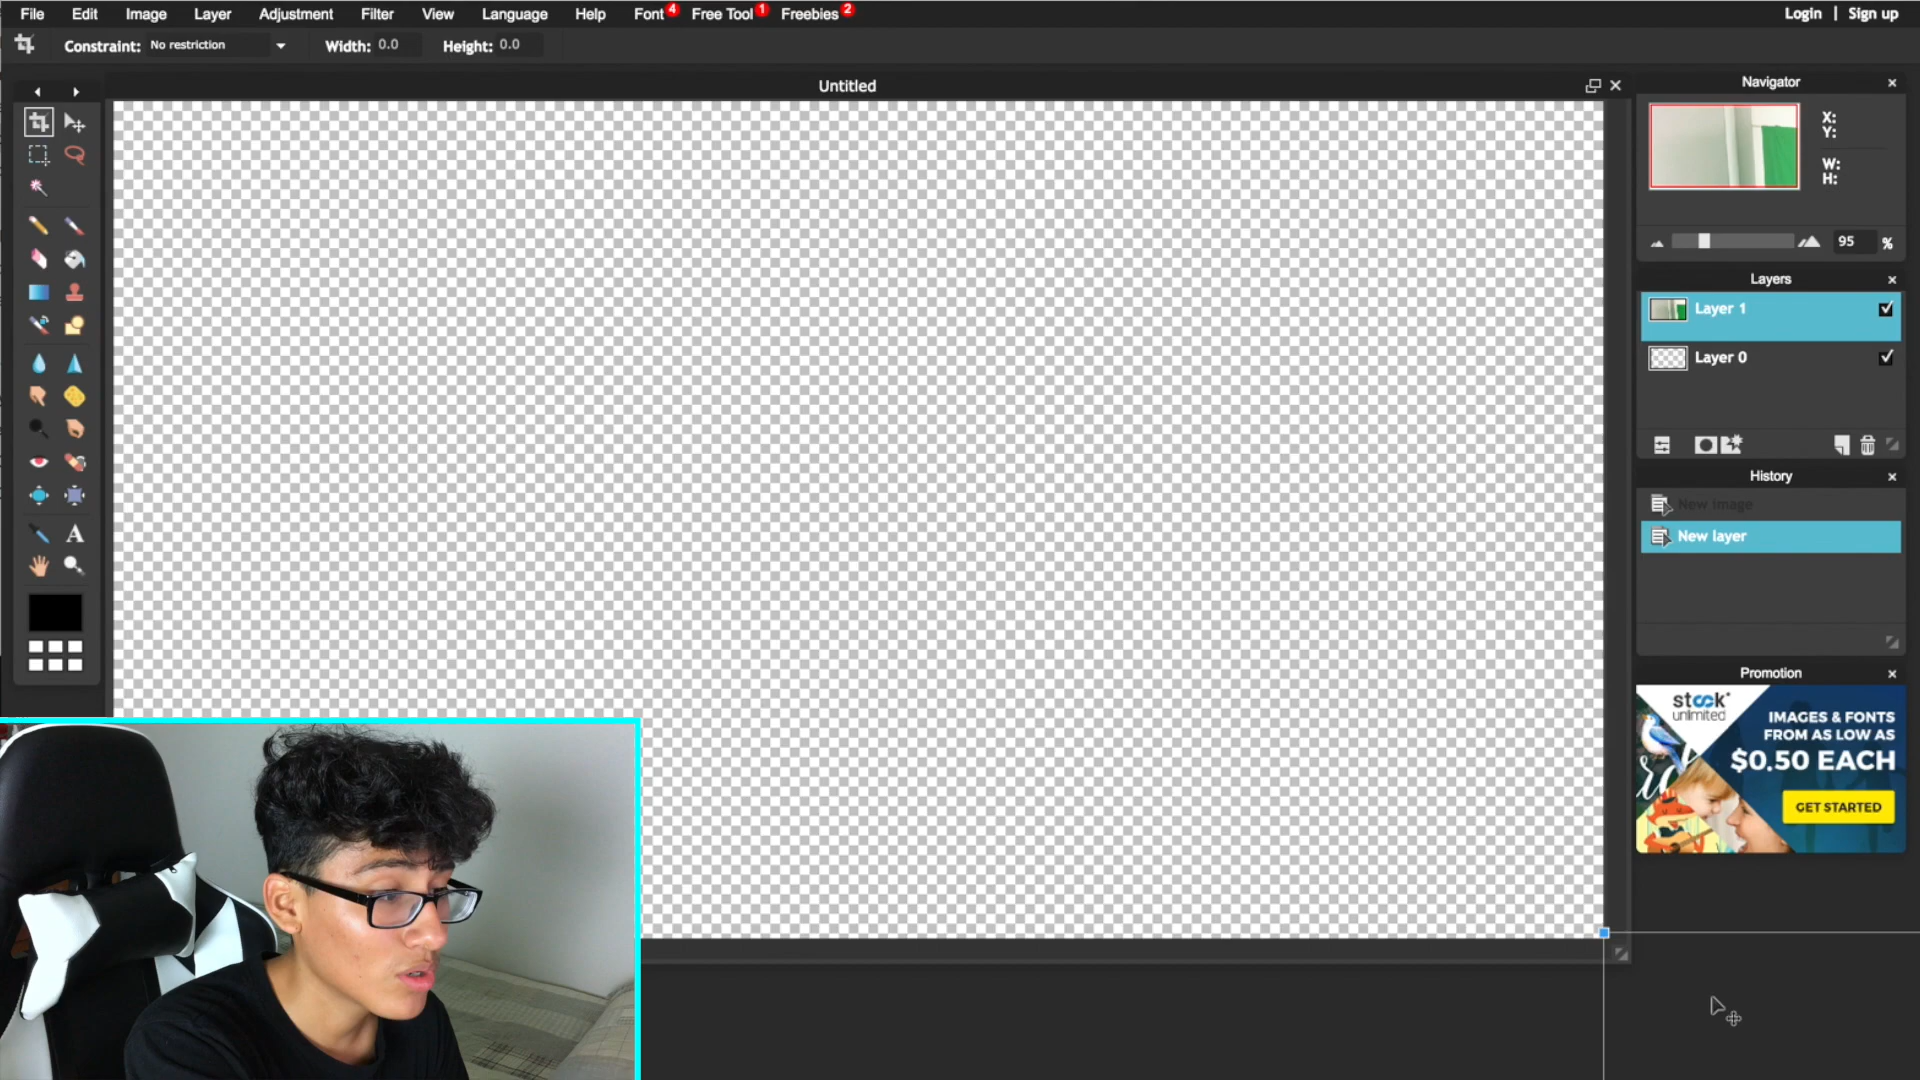 File Edit Image Layer Adjustment Filter View Language Help Font 4 Free Tool 1 Freebies 2 Login | Sign up
Constraint: No restriction Width: 0.0 Height: 0.0
Untitled
Navigator
X:
Y:
W:
H:
95 %
Layers
Layer 1
Layer 0
History
New image
New layer
Promotion
stock
unlimited
IMAGES & FONTS
FROM AS LOW AS
$0.50 EACH
GET STARTED